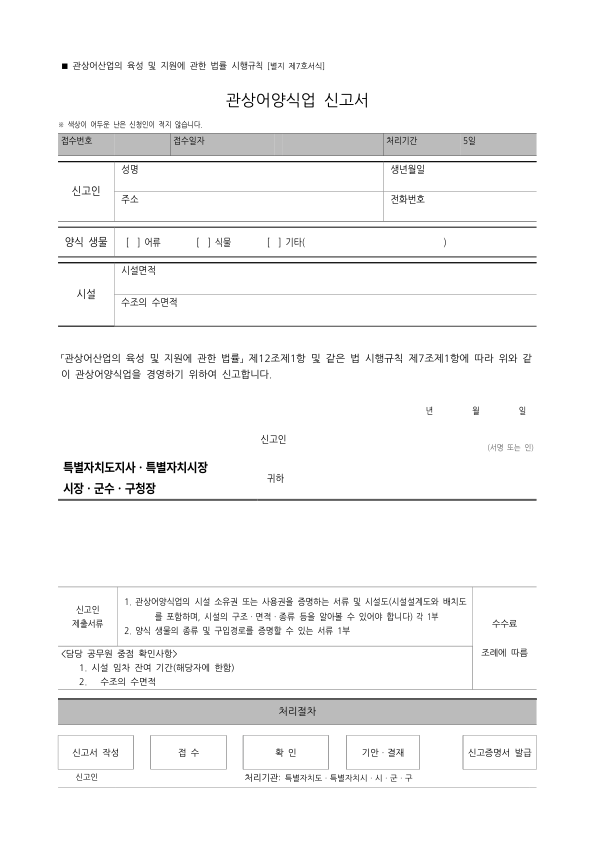 ■ 관상어산업의 육성 및 지원에 관한 법률 시행규칙 [별지 제7호서식]
관상어양식업 신고서
※ 색상이 어두운 난은 신청인이 적지 않습니다.
접수번호 접수일자 처리기간 5일
신고인
성명 생년월일
주소 전화번호
양식 생물 [ ] 어류 [ ] 식물 [ ] 기타( )
시설
시설면적
수조의 수면적
「관상어산업의 육성 및 지원에 관한 법률」 제12조제1항 및 같은 법 시행규칙 제7조제1항에 따라 위와 같
이 관상어양식업을 경영하기 위하여 신고합니다.
년 월 일
신고인
(서명 또는 인)
특별자치도지사 · 특별자치시장
시장 · 군수 · 구청장
귀하
신고인
제출서류
1. 관상어양식업의 시설 소유권 또는 사용권을 증명하는 서류 및 시설도(시설설계도와 배치도
를 포함하며, 시설의 구조ㆍ면적ㆍ종류 등을 알아볼 수 있어야 합니다) 각 1부
2. 양식 생물의 종류 및 구입경로를 증명할 수 있는 서류 1부
수수료
조례에 따름
<담당 공무원 중점 확인사항>
1. 시설 임차 잔여 기간(해당자에 한함)
2. 수조의 수면적
처리절차
신고서 작성 접 수 확 인 기안ㆍ결재 신고증명서 발급
신고인 처리기관: 특별자치도ㆍ특별자치시ㆍ시ㆍ군ㆍ구